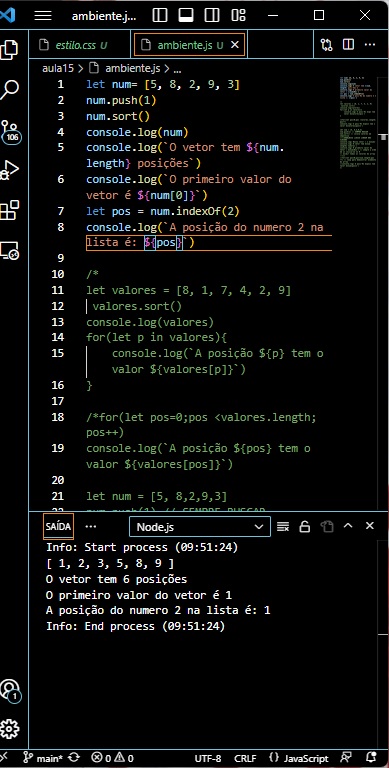 ambiente.j...
estilo.css U
ambiente.js U
aula15 > ambiente.js > ...
1 let num= [5, 8, 2, 9, 3]
2 num.push(1)
3 num.sort()
4 console.log(num)
5 console.log(`O vetor tem ${num.
length} posições`)
6 console.log(`O primeiro valor do
vetor é ${num[0]}`)
7 let pos = num.indexOf(2)
8 console.log(`A posição do numero 2 na
lista é: ${pos}`)
9
10 /*
11 let valores = [8, 1, 7, 4, 2, 9]
12 valores.sort()
13 console.log(valores)
14 for(let p in valores){
15 console.log(`A posição ${p} tem o
valor ${valores[p]}`)
16 }
17
18 /*for(let pos=0;pos <valores.length;
pos++)
19 console.log(`A posição ${pos} tem o
valor ${valores[pos]}`)
20
21 let num = [5, 8,2,9,3]
22 num.push(1) // SEMPRE BUSCAR
106
SAÍDA ... Node.js
Info: Start process (09:51:24)
[ 1, 2, 3, 5, 8, 9 ]
O vetor tem 6 posições
O primeiro valor do vetor é 1
A posição do numero 2 na lista é: 1
Info: End process (09:51:24)
1
main* 0 0 UTF-8 CRLF {} JavaScript